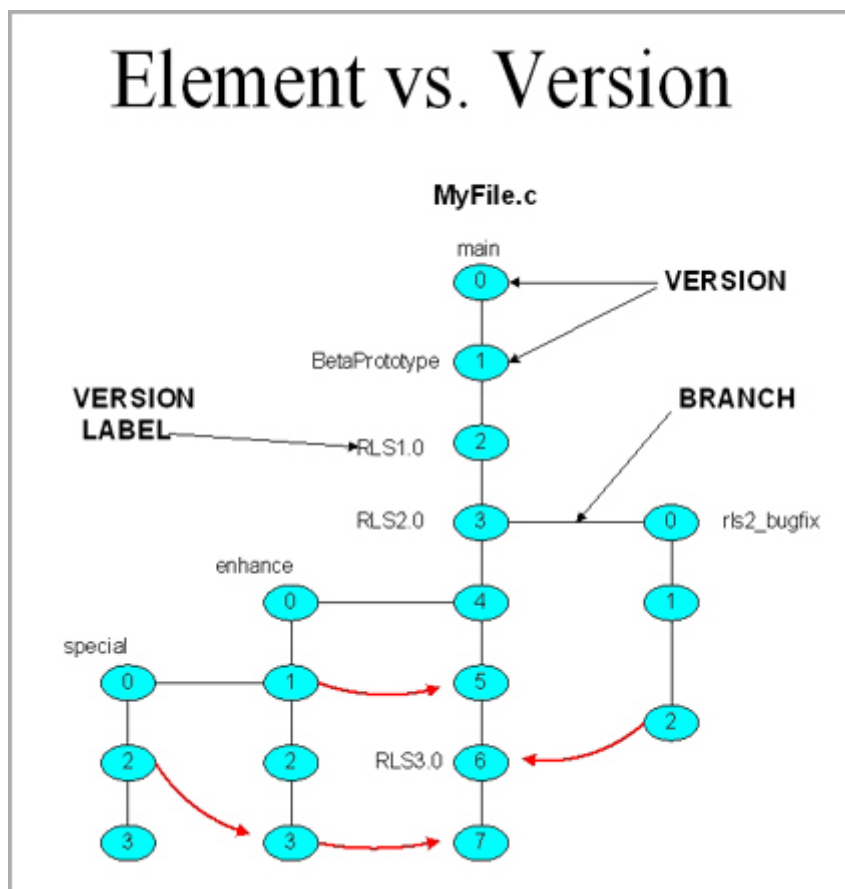 Element vs. Version
MyFile.c
main
0
VERSION
BetaPrototype
1
VERSION
LABEL
BRANCH
RLS1.0
2
RLS2.0
3
0
rls2_bugfix
enhance
0
4
1
special
0
1
5
2
2
2
RLS3.0
6
3
3
7